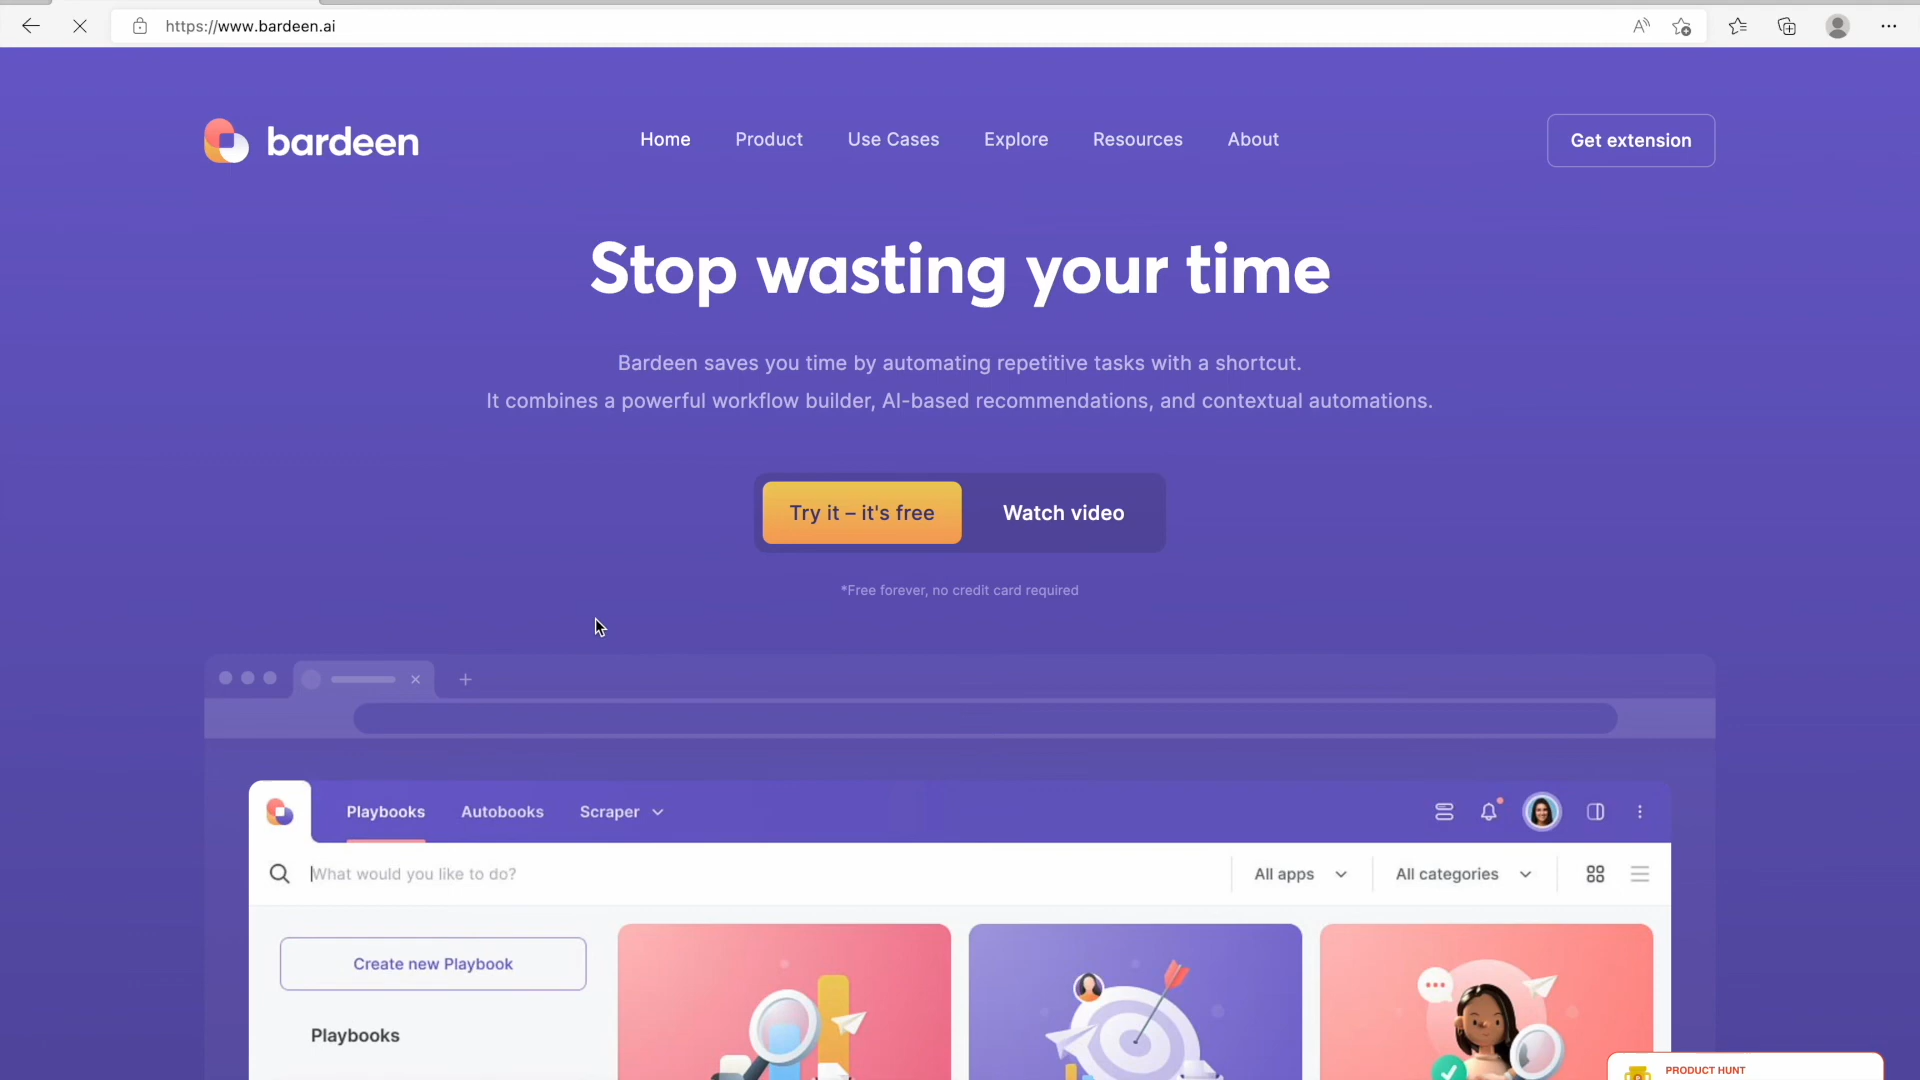 https://www.bardeen.ai
bardeen
Home
Product
Use Cases
Explore
Resources
About
Get extension
Stop wasting your time
Bardeen saves you time by automating repetitive tasks with a shortcut.
It combines a powerful workflow builder, AI-based recommendations, and contextual automations.
Try it – it's free
Watch video
*Free forever, no credit card required
Playbooks
Autobooks
Scraper
What would you like to do?
All apps
All categories
Create new Playbook
Playbooks
PRODUCT HUNT